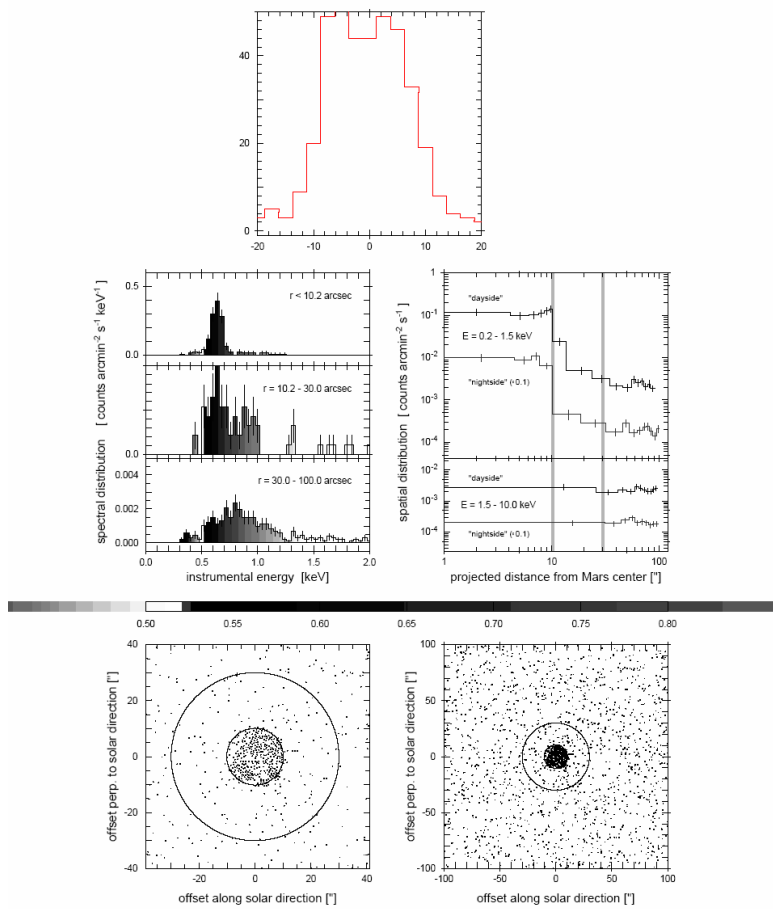 40
20
0
-20 -10 0 10 20
spectral distribution [ counts arcmin⁻² s⁻¹ keV⁻¹ ]
0.5
0.0
r < 10.2 arcsec
0.0
r = 10.2 - 30.0 arcsec
0.004
0.002
0.000
r = 30.0 - 100.0 arcsec
0.0 0.5 1.0 1.5 2.0
instrumental energy [keV]
spatial distribution [ counts arcmin⁻² s⁻¹ ]
1
10⁻¹
10⁻²
10⁻³
10⁻⁴
"dayside"
E = 0.2 - 1.5 keV
"nightside" (*0.1)
10⁻²
10⁻³
10⁻⁴
"dayside"
E = 1.5 - 10.0 keV
"nightside" (*0.1)
1 10 100
projected distance from Mars center ["]
0.50 0.55 0.60 0.65 0.70 0.75 0.80
offset perp. to solar direction ["]
40
20
0
-20
-40
-20 0 20 40
offset along solar direction ["]
offset perp. to solar direction ["]
100
50
0
-50
-100
-100 -50 0 50 100
offset along solar direction ["]